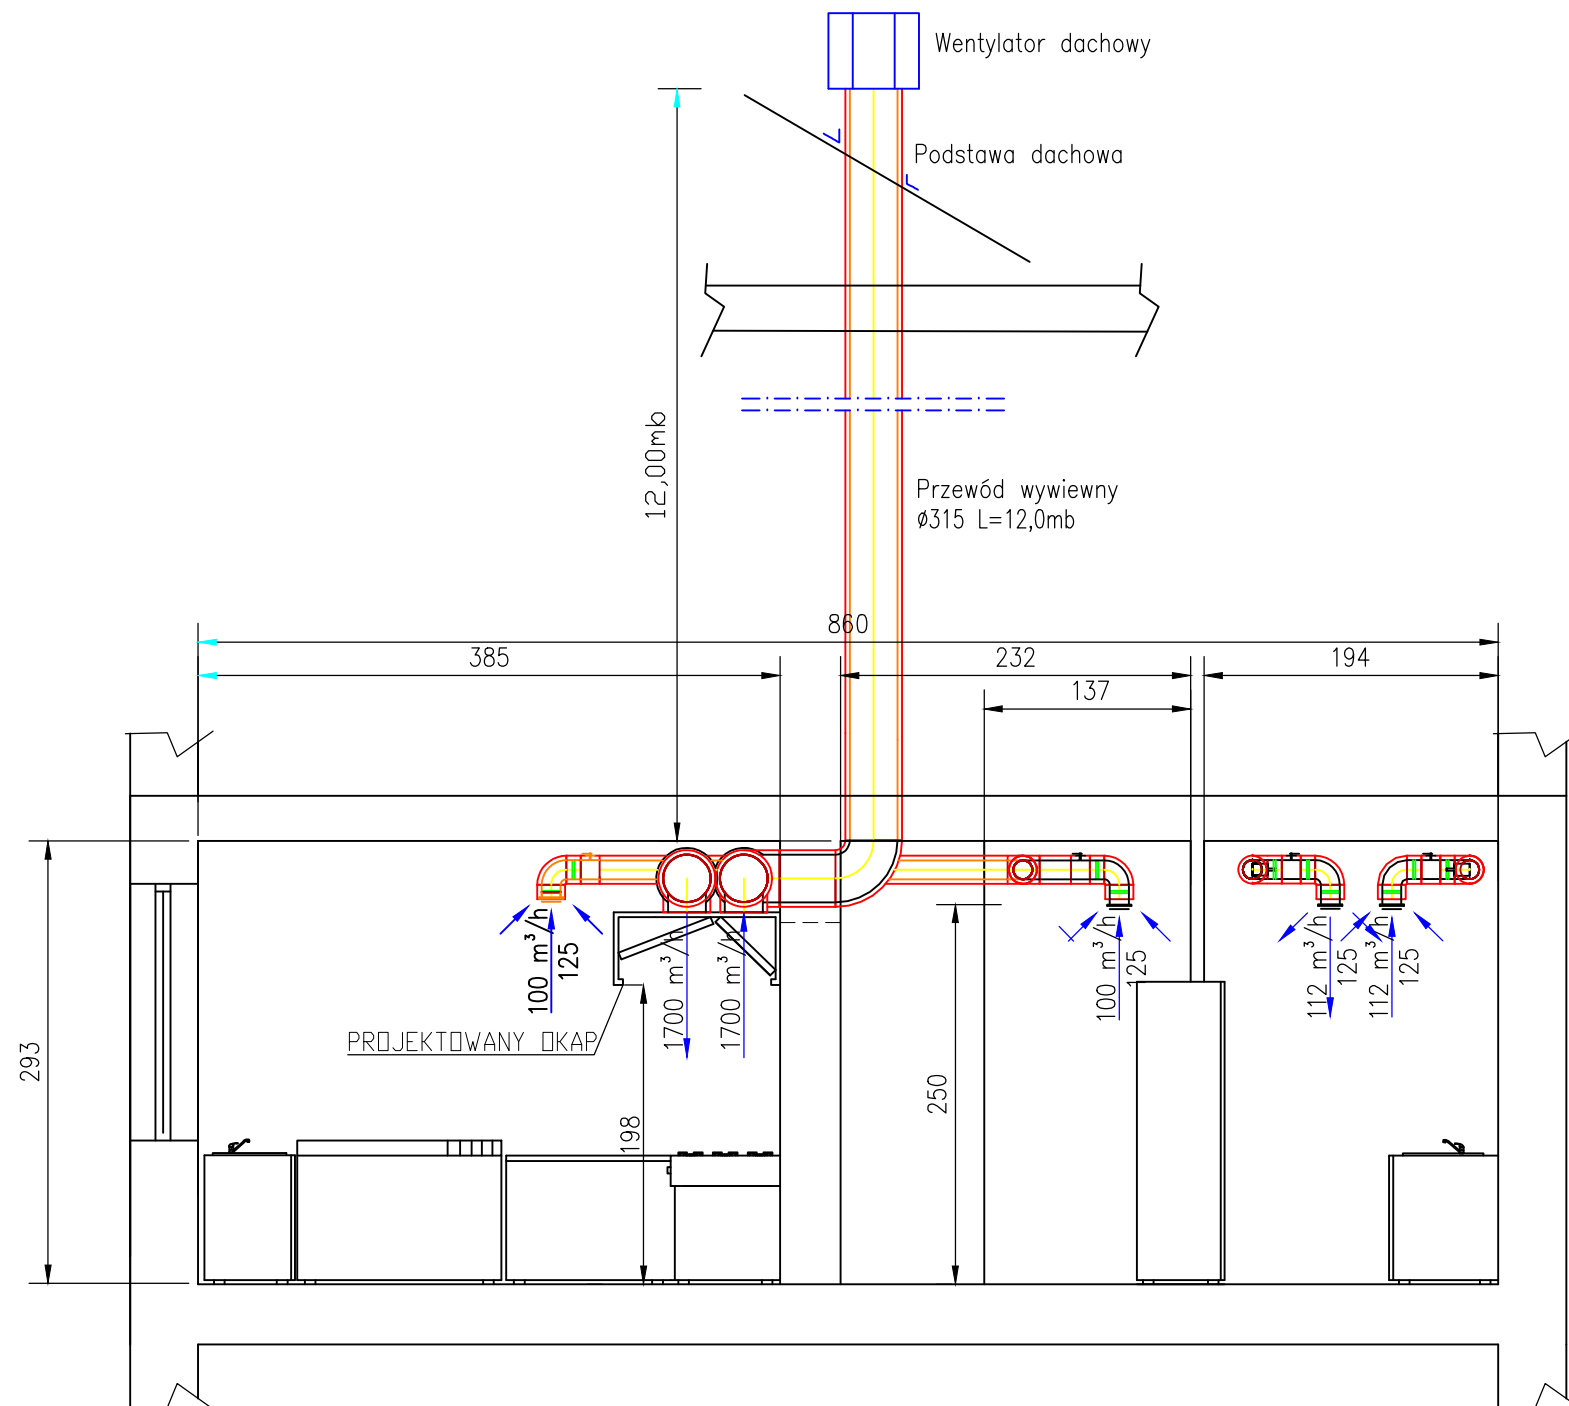 Wentylator dachowy
Podstawa dachowa
12,00mb
Przewód wywiewny
ø315 L=12,0mb
860
385
232
194
137
100 m³/h
125
1700 m³/h
1700 m³/h
100 m³/h
125
112 m³/h
125
112 m³/h
125
PROJEKTOWANY OKAP
293
198
250